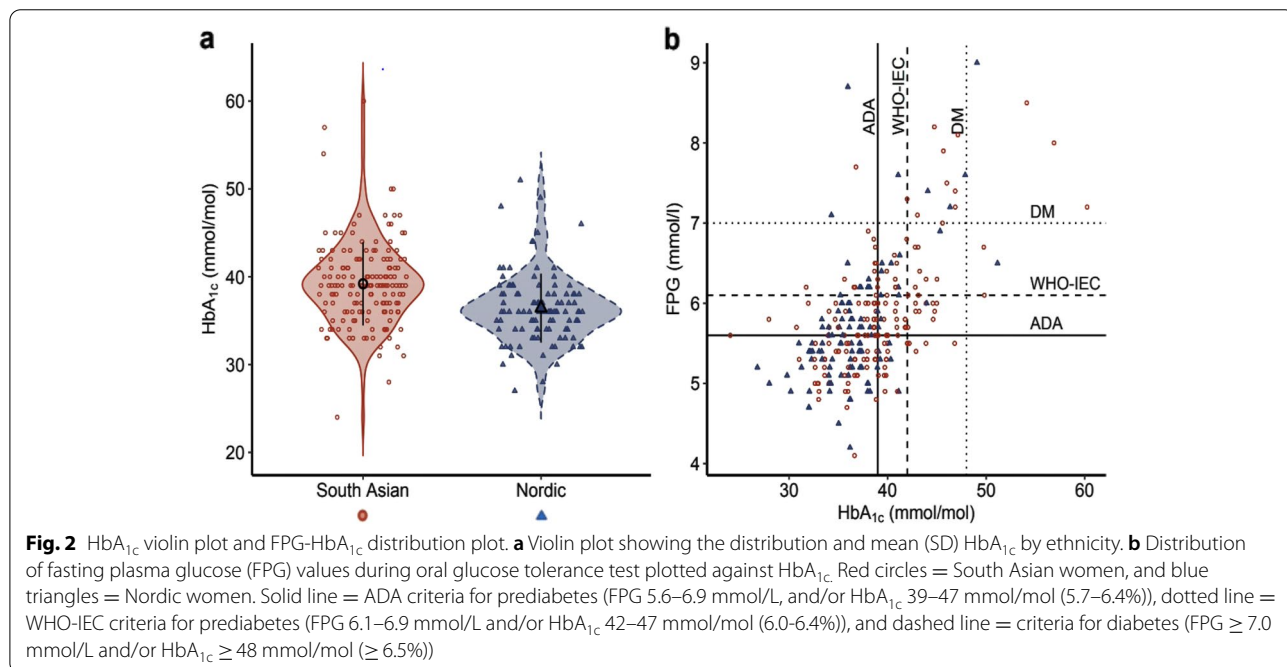 a
b
60
50
40
30
20
HbA1c (mmol/mol)
South Asian
Nordic
9
8
7
6
5
4
FPG (mmol/l)
ADA
WHO-IEC
DM
DM
WHO-IEC
ADA
30
40
50
60
HbA1c (mmol/mol)
Fig. 2 HbA1c violin plot and FPG-HbA1c distribution plot. a Violin plot showing the distribution and mean (SD) HbA1c by ethnicity. b Distribution
of fasting plasma glucose (FPG) values during oral glucose tolerance test plotted against HbA1c. Red circles = South Asian women, and blue
triangles = Nordic women. Solid line = ADA criteria for prediabetes (FPG 5.6–6.9 mmol/L, and/or HbA1c 39–47 mmol/mol (5.7–6.4%)), dotted line =
WHO-IEC criteria for prediabetes (FPG 6.1–6.9 mmol/L and/or HbA1c 42–47 mmol/mol (6.0-6.4%)), and dashed line = criteria for diabetes (FPG ≥ 7.0
mmol/L and/or HbA1c ≥ 48 mmol/mol (≥ 6.5%))